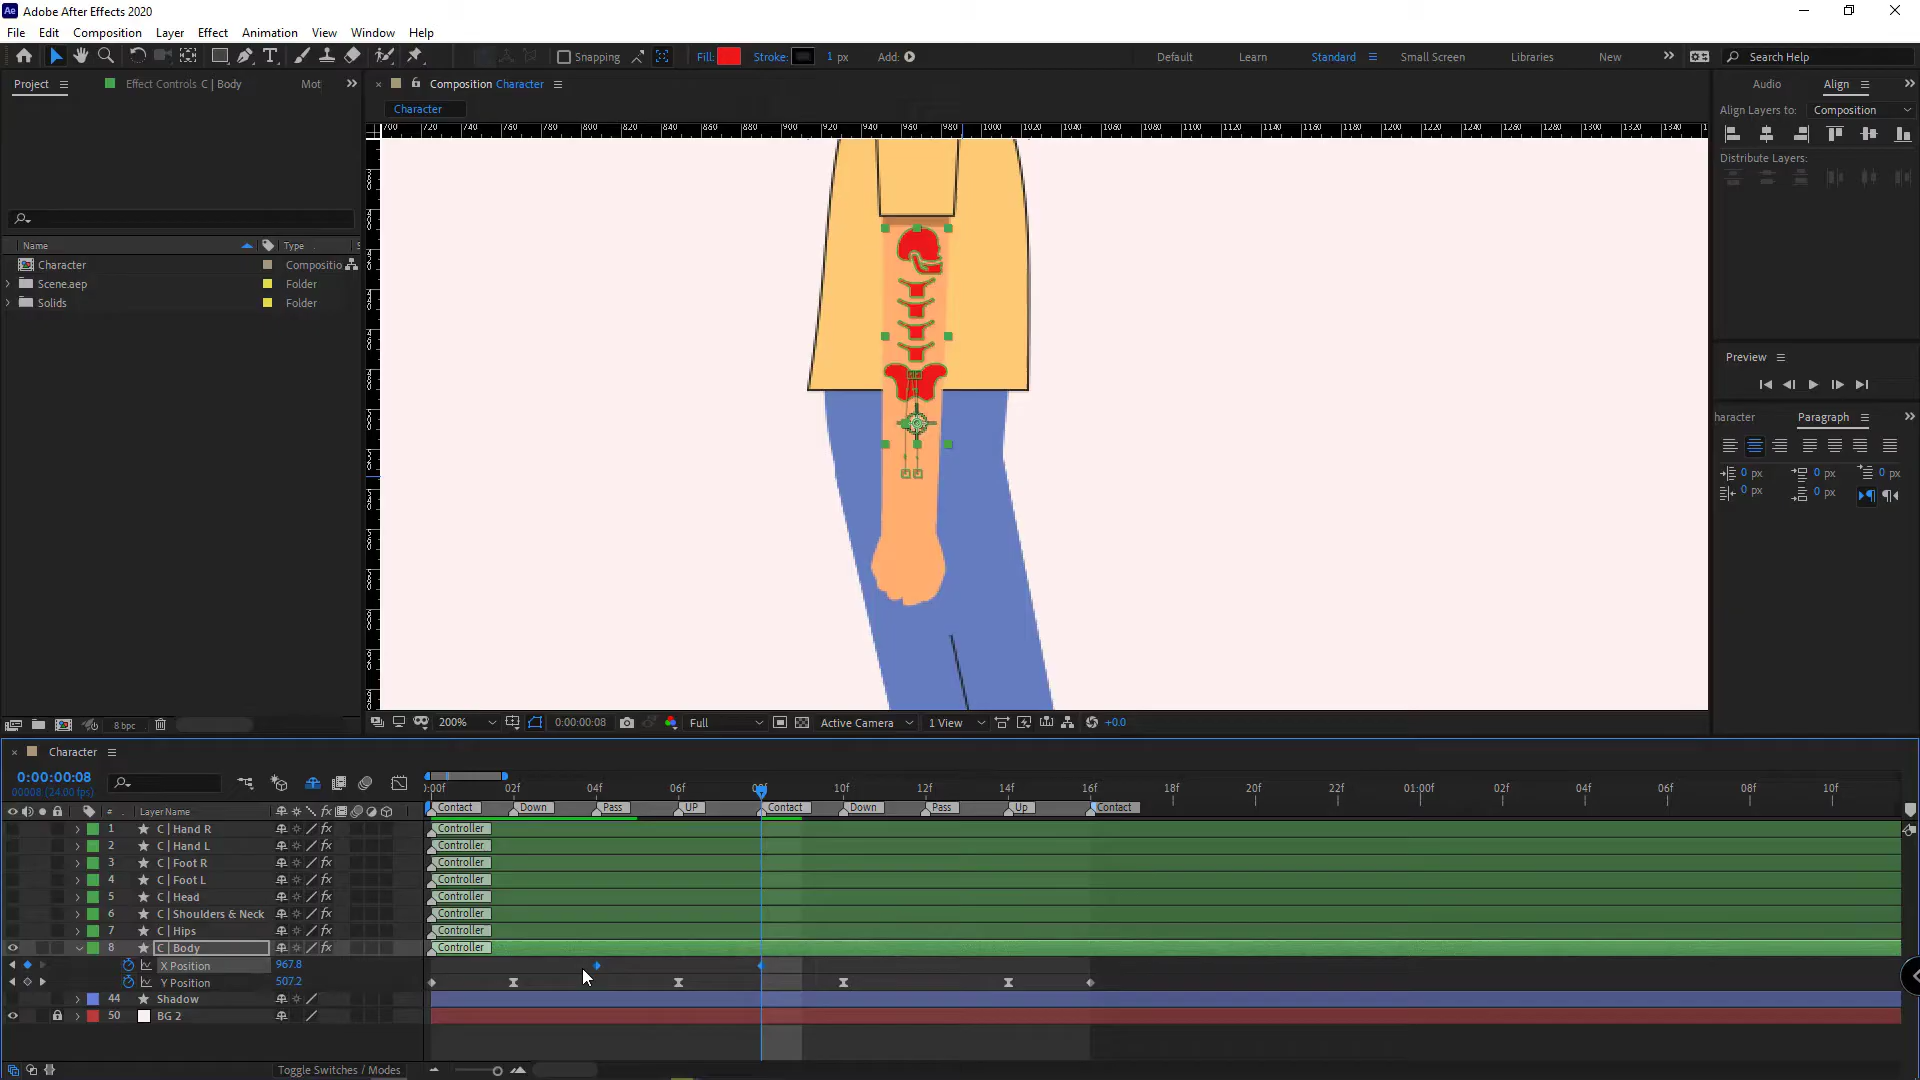 Ae Adobe After Effects 2020
File Edit Composition Layer Effect Animation View Window Help
Snapping Fill: Stroke: 1 px Add: Default Learn Standard Small Screen Libraries New Search Help
Project Effect Controls C | Body Mot
Composition Character
Audio Align
Character
Align Layers to: Composition
700 720 740 760 780 800 820 840 860 880 900 920 940 960 980 1000 1020 1040 1060 1080 1100 1120 1140 1160 1180 1200 1220 1240 1260 1280 1300 1320 1340
Distribute Layers:
Name Type S
Character Compositio
Scene.aep Folder
Solids Folder
Preview
haracter Paragraph
0 px 0 px 0 px
0 px 0 px
8 bpc
200% 0:00:00:08 Full Active Camera 1 View +0.0
Character
0:00:00:08
00008 (24.00 fps)
:00f 02f 04f 06f 08f 10f 12f 14f 16f 18f 20f 22f 01:00f 02f 04f 06f 08f 10f
# Layer Name
Contact Down Pass UP Contact Down Pass Up Contact
1 C | Hand R Controller
2 C | Hand L Controller
3 C | Foot R Controller
4 C | Foot L Controller
5 C | Head Controller
6 C | Shoulders & Neck Controller
7 C | Hips Controller
8 C | Body Controller
X Position 967.8
Y Position 507.2
44 Shadow
50 BG 2
Toggle Switches / Modes